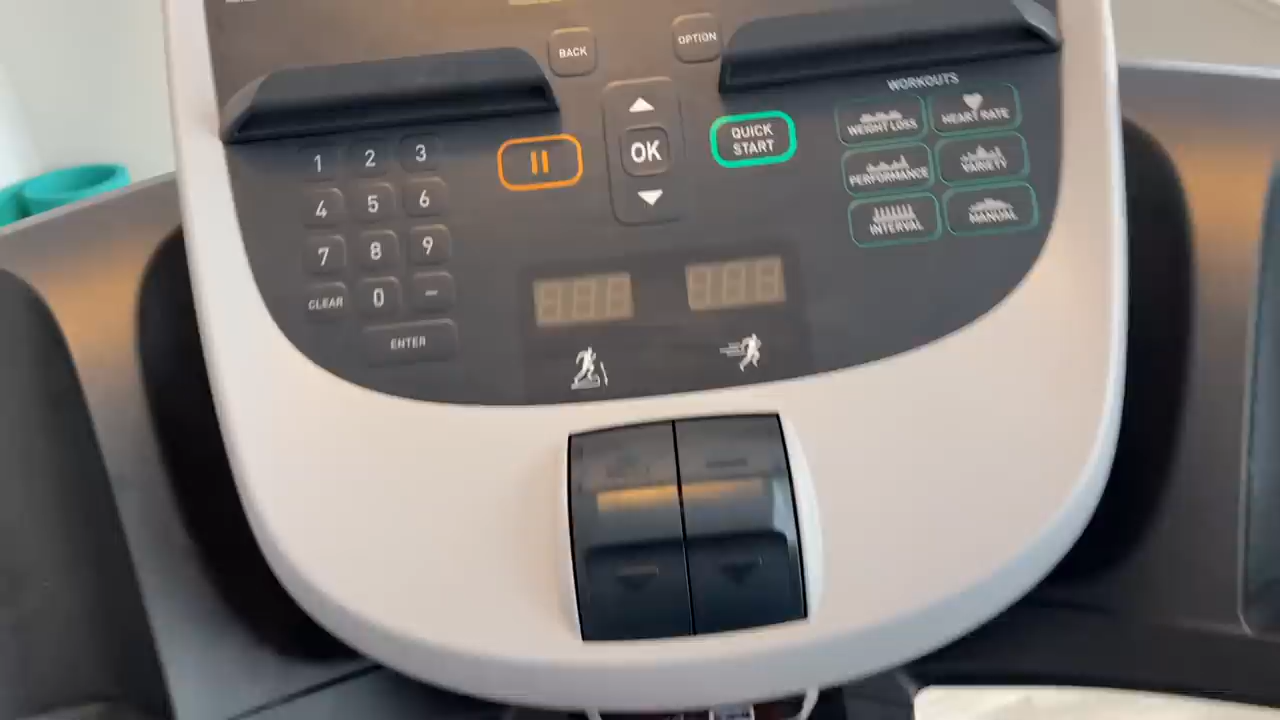 BACK
OPTION
WORKOUTS
WEIGHT LOSS
HEART RATE
PERFORMANCE
VARIETY
INTERVAL
MANUAL
QUICK
START
OK
1 2 3
4 5 6
7 8 9
CLEAR 0 –
ENTER